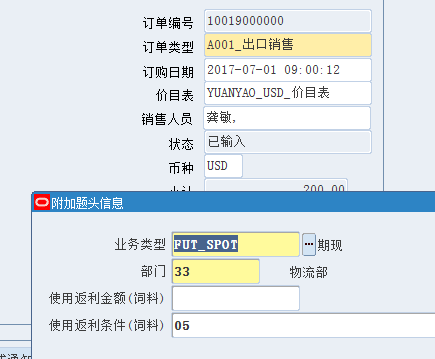 订单编号 10019000000
订单类型 A001_出口销售
订购日期 2017-07-01 09:00:12
价目表 YUANYAO_USD_价目表
销售人员 龚敏,
状态 已输入
币种 USD
小计 200.00
附加题头信息
业务类型 FUT_SPOT ... 期现
部门 33 物流部
使用返利金额(饲料)
使用返利条件(饲料) 05